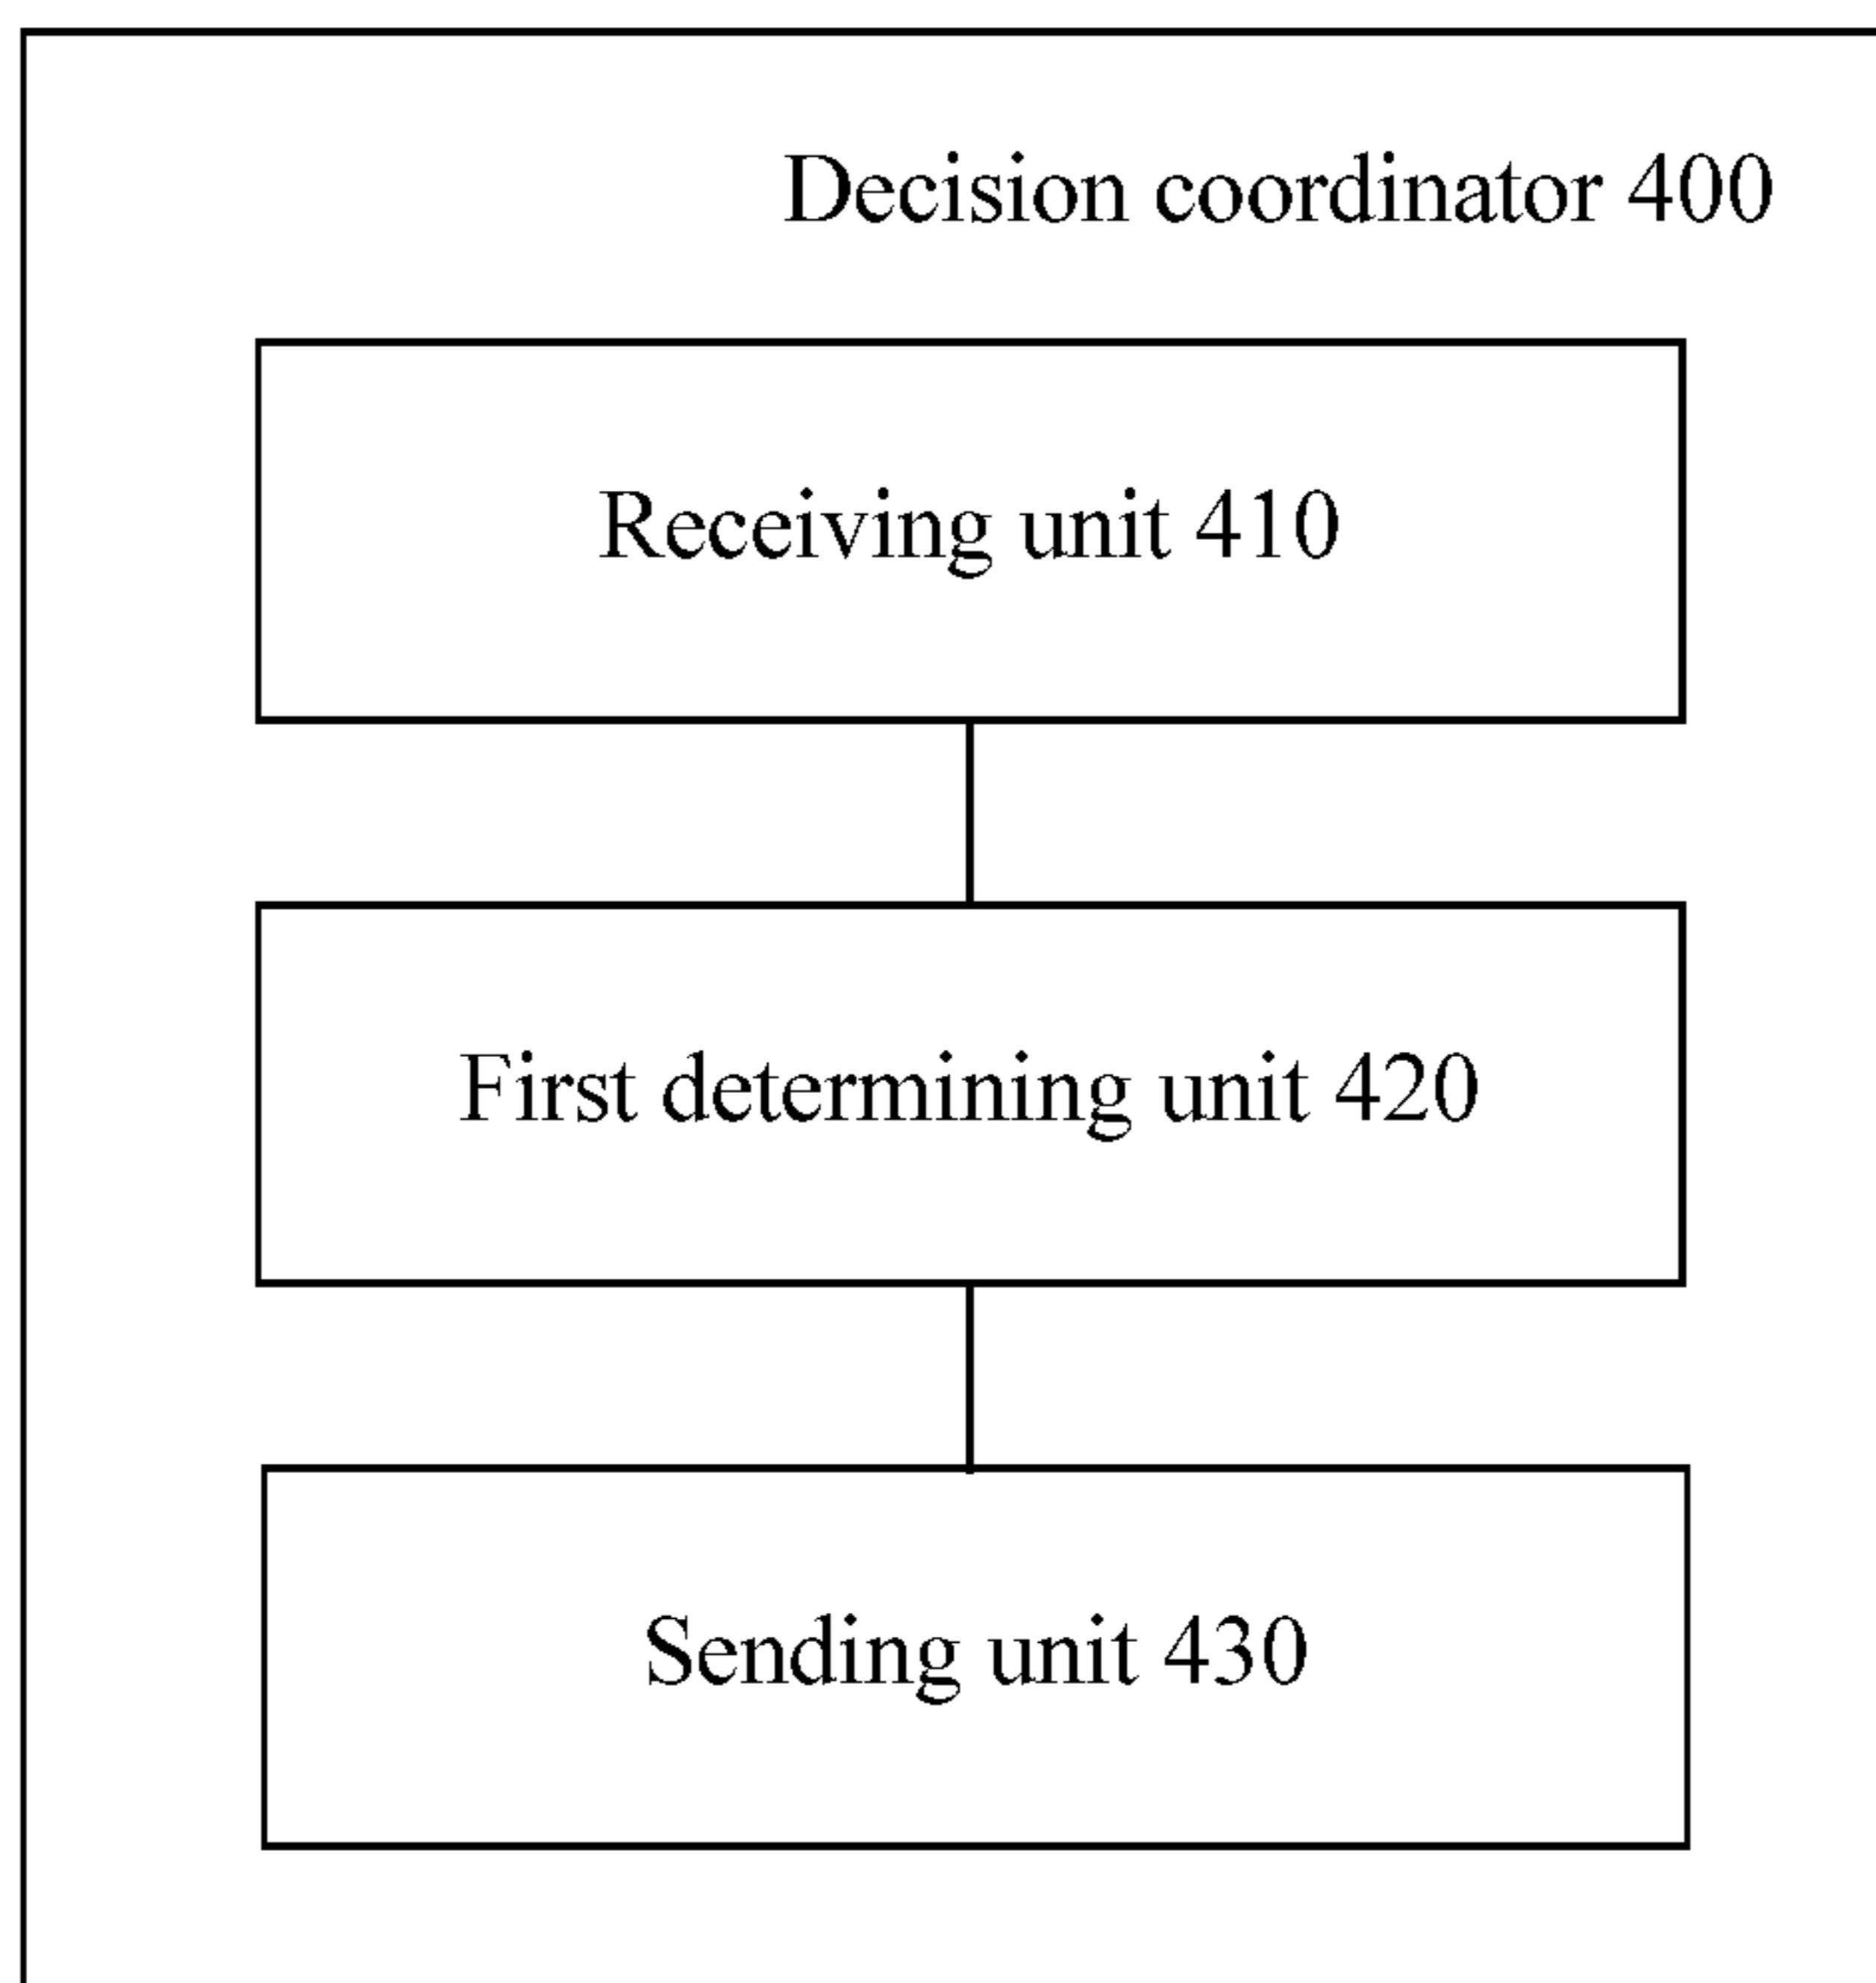 Decision coordinator 400
Receiving unit 410
First determining unit 420
Sending unit 430